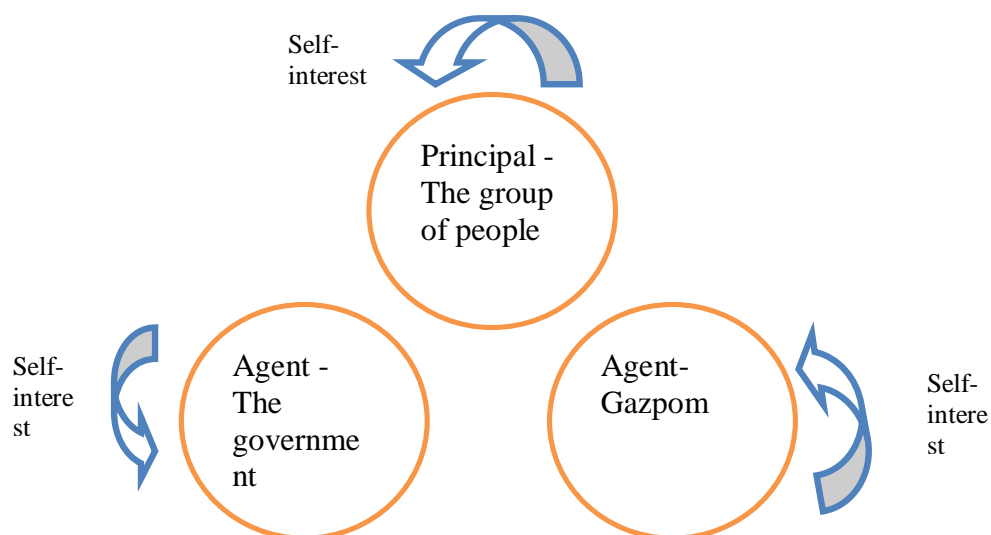 Self-
interest
Principal -
The group
of people
Self-
intere
st
Agent -
The
governme
nt
Agent-
Gazpom
Self-
intere
st